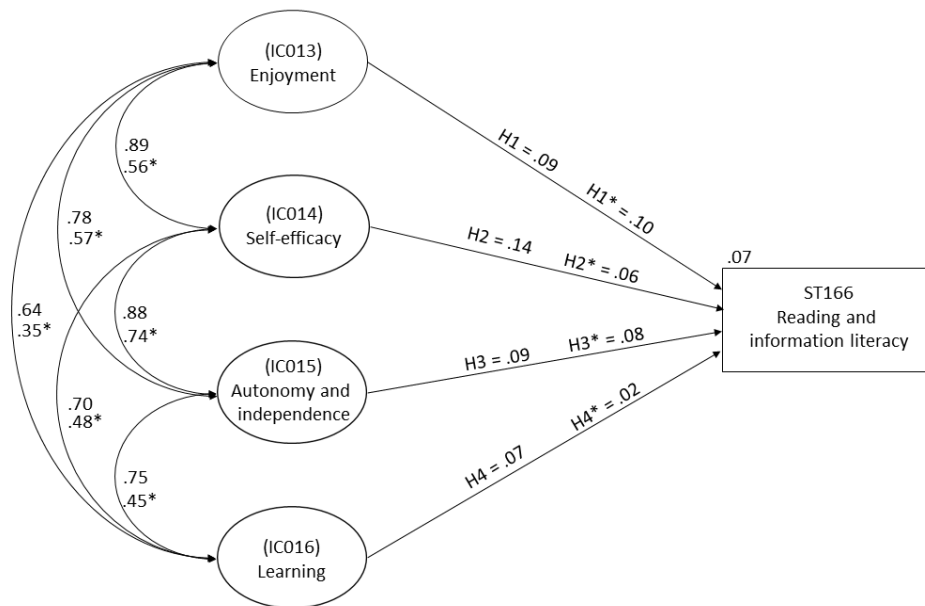 (IC013)
Enjoyment
.89
.56*
H1 = .09
H1* = .10
.78
.57*
(IC014)
Self-efficacy
H2 = .14
H2* = .06
.07
ST166
Reading and
information literacy
.64
.35*
.88
.74*
H3 = .09
H3* = .08
(IC015)
Autonomy and
independence
.70
.48*
H4 = .07
H4* = .02
.75
.45*
(IC016)
Learning